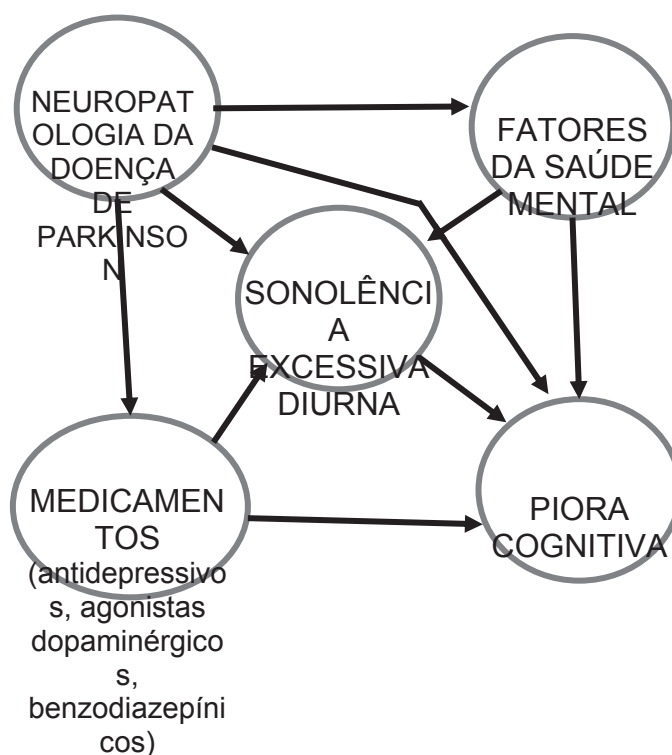 NEUROPAT
OLOGIA DA
DOENÇA
DE
PARKINSO
N
FATORES
DA SAÚDE
MENTAL
SONOLÊNCI
A
EXCESSIVA
DIURNA
MEDICAMEN
TOS
(antidepressivo
s, agonistas
dopaminérgico
s,
benzodiazepíni
cos)
PIORA
COGNITIVA